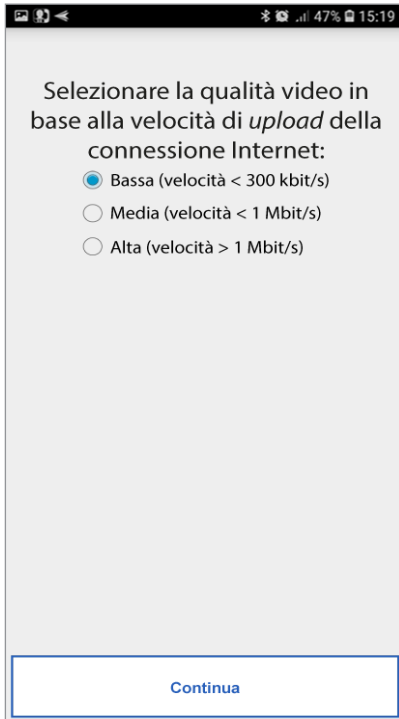 47% 15:19
Selezionare la qualità video in
base alla velocità di upload della
connessione Internet:
Bassa (velocità < 300 kbit/s)
Media (velocità < 1 Mbit/s)
Alta (velocità > 1 Mbit/s)
Continua